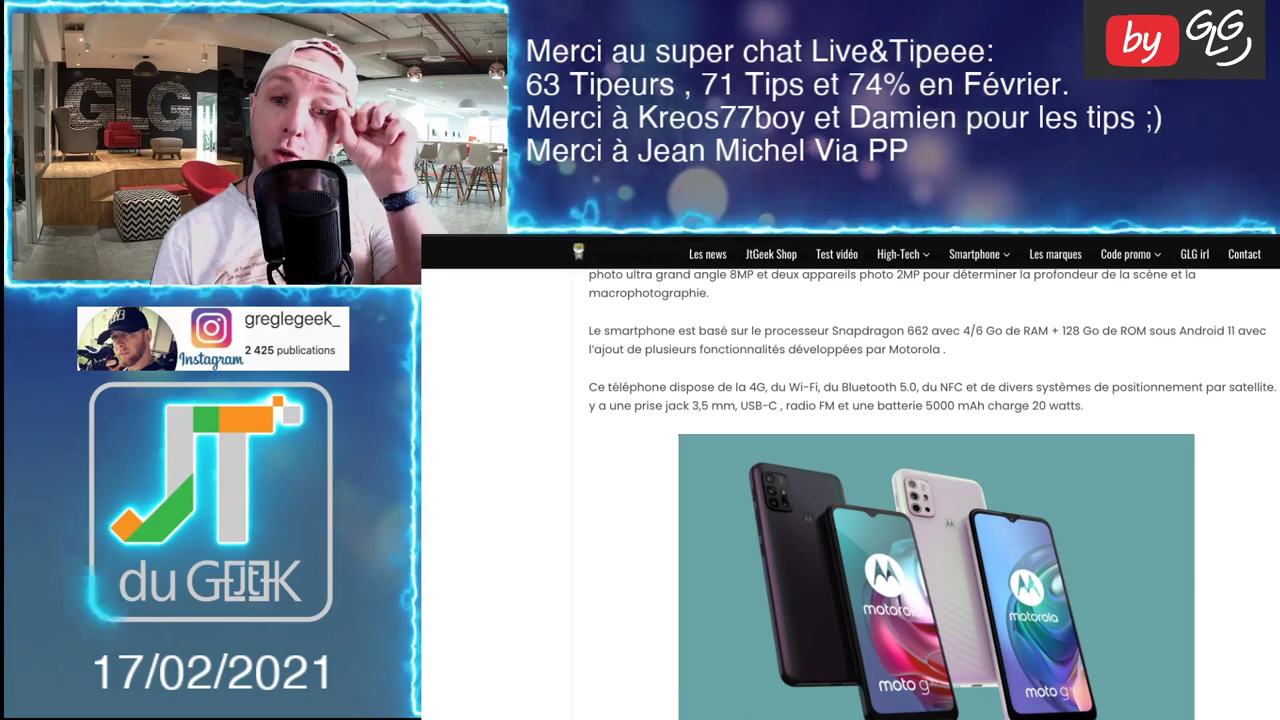 Merci au super chat Live&Tipeee:
63 Tipeurs , 71 Tips et 74% en Février.
Merci à Kreos77boy et Damien pour les tips ;)
Merci à Jean Michel Via PP
by GLG
GLG
Les news JtGeek Shop Test vidéo High-Tech Smartphone Les marques Code promo GLG irl Contact
photo ultra grand angle 8MP et deux appareils photo 2MP pour déterminer la profondeur de la scène et la
macrophotographie.
Le smartphone est basé sur le processeur Snapdragon 662 avec 4/6 Go de RAM + 128 Go de ROM sous Android 11 avec
l'ajout de plusieurs fonctionnalités développées par Motorola .
Ce téléphone dispose de la 4G, du Wi-Fi, du Bluetooth 5.0, du NFC et de divers systèmes de positionnement par satellite.
y a une prise jack 3,5 mm, USB-C , radio FM et une batterie 5000 mAh charge 20 watts.
greglegeek_
2 425 publications
Instagram
JT
du GEEK
17/02/2021
motorola
moto g
motorola
moto g